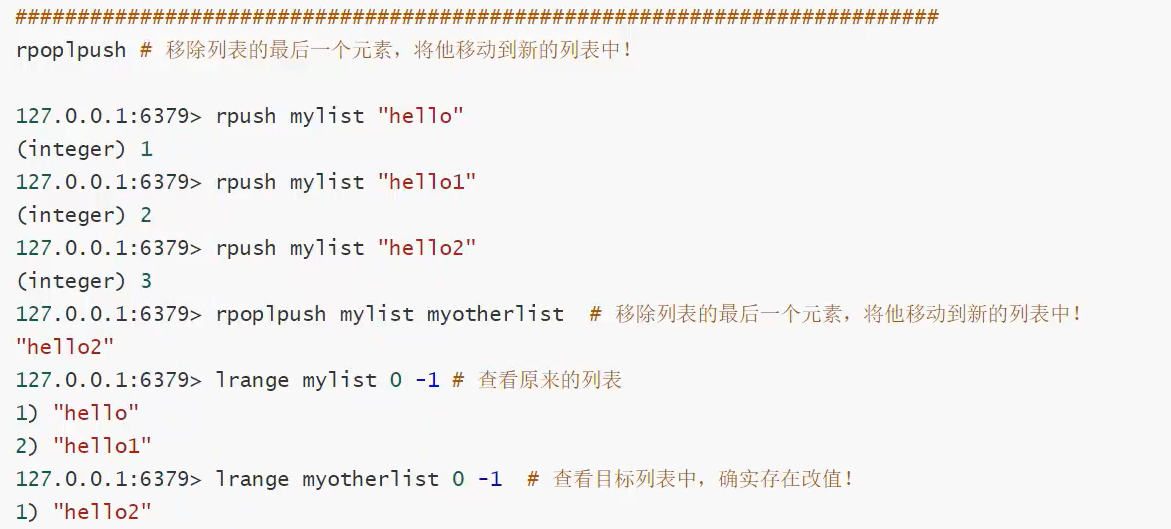 ##########################################################################
rpoplpush # 移除列表的最后一个元素，将他移动到新的列表中！
127.0.0.1:6379> rpush mylist "hello"
(integer) 1
127.0.0.1:6379> rpush mylist "hello1"
(integer) 2
127.0.0.1:6379> rpush mylist "hello2"
(integer) 3
127.0.0.1:6379> rpoplpush mylist myotherlist  # 移除列表的最后一个元素，将他移动到新的列表中！
"hello2"
127.0.0.1:6379> lrange mylist 0 -1 # 查看原来的列表
1) "hello"
2) "hello1"
127.0.0.1:6379> lrange myotherlist 0 -1  # 查看目标列表中，确实存在改值！
1) "hello2"